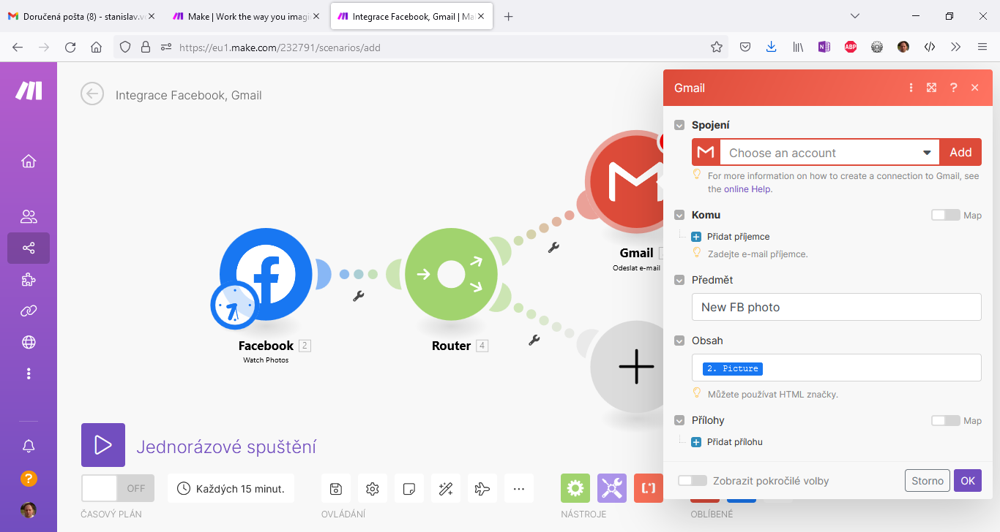 Doručená pošta (8) - stanislav.v
Make | Work the way you imagi
Integrace Facebook, Gmail | Ma
https://eu1.make.com/232791/scenarios/add
N
ABP
Integrace Facebook, Gmail
Gmail
Spojení
Choose an account
Add
For more information on how to create a connection to Gmail, see
the online Help.
Komu
Map
Přidat příjemce
Zadejte e-mail příjemce.
Předmět
New FB photo
Obsah
2. Picture
Můžete používat HTML značky.
Přílohy
Map
Přidat přílohu
Zobrazit pokročilé volby
Storno
OK
Gmail
Odeslat e-mail
Facebook 2
Watch Photos
Router 4
Jednorázové spuštění
OFF
Každých 15 minut.
ČASOVÝ PLÁN
OVLÁDÁNÍ
NÁSTROJE
OBLÍBENÉ